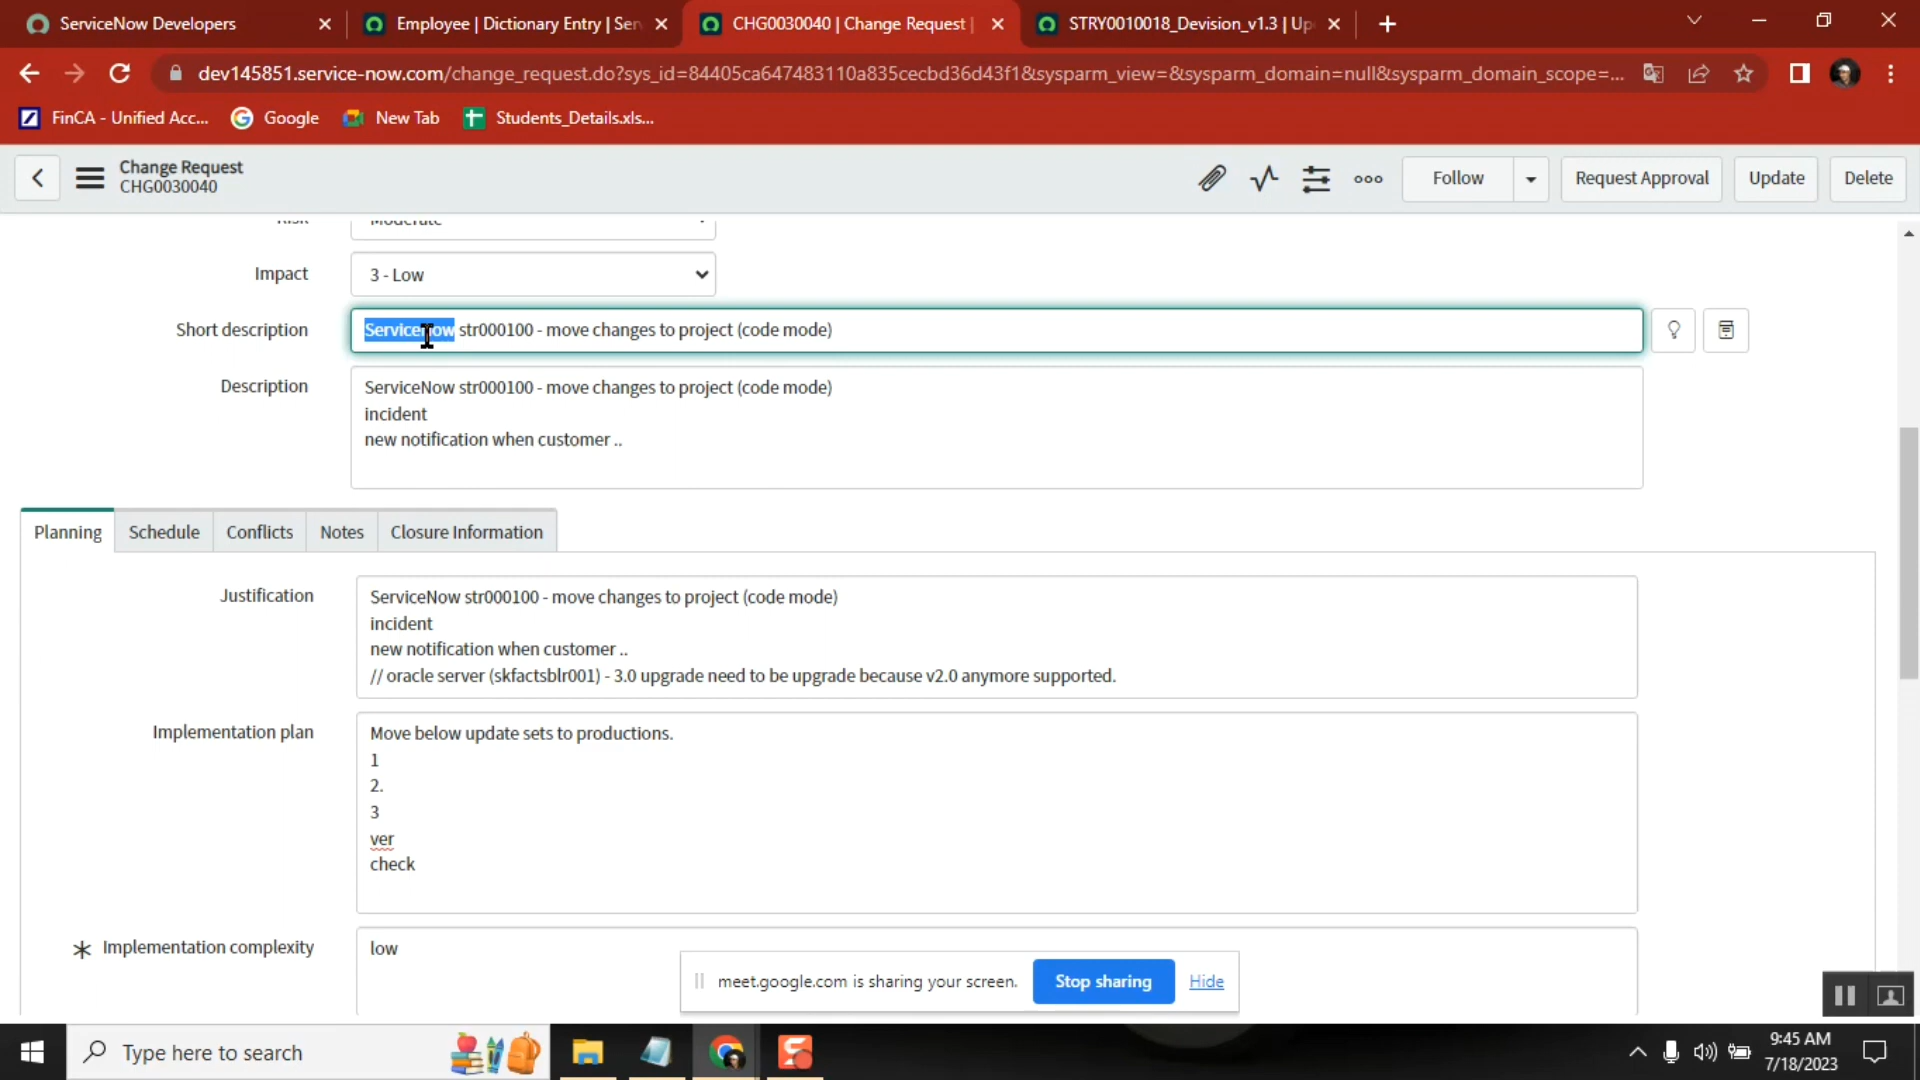 ServiceNow Developers
Employee | Dictionary Entry | Ser
CHG0030040 | Change Request |
STRY0010018_Devision_v1.3 | Up
dev145851.service-now.com/change_request.do?sys_id=84405ca647483110a835cecbd36d43f1&sysparm_view=&sysparm_domain=null&sysparm_domain_scope=...
FinCA - Unified Acc...
Google
New Tab
Students_Details.xls...
Change Request
CHG0030040
Follow
Request Approval
Update
Delete
Risk
Moderate
Impact
3 - Low
Short description
ServiceNow str000100 - move changes to project (code mode)
Description
ServiceNow str000100 - move changes to project (code mode)
incident
new notification when customer ..
Planning
Schedule
Conflicts
Notes
Closure Information
Justification
ServiceNow str000100 - move changes to project (code mode)
incident
new notification when customer ..
// oracle server (skfactsblr001) - 3.0 upgrade need to be upgrade because v2.0 anymore supported.
Implementation plan
Move below update sets to productions.
1
2.
3
ver
check
Implementation complexity
low
meet.google.com is sharing your screen.
Stop sharing
Hide
Type here to search
9:45 AM
7/18/2023